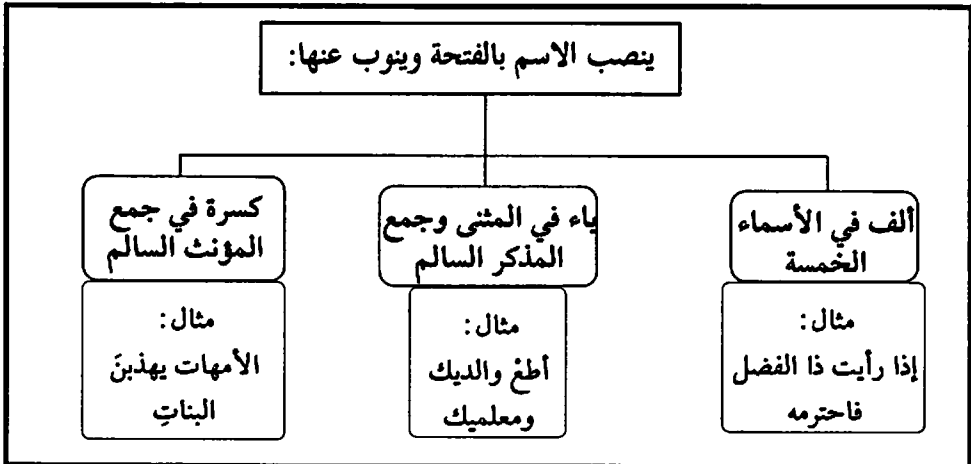 ينصب الاسم بالفتحة وينوب عنها:
ألف في الأسماء
الخمسة
مثال:
إذا رأيت ذا الفضل
فاحترمه
ياء في المثنى وجمع
المذكر السالم
مثال:
أطعْ والديك
ومعلميك
كسرة في جمع
المؤنث السالم
مثال:
الأمهات يهذبنَ
البناتِ